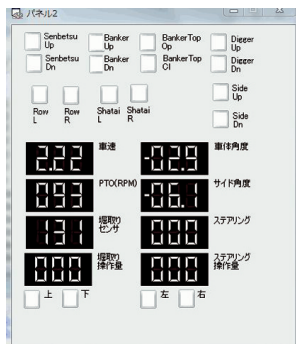 パネル2
Senbetsu Up
Banker Up
BankerTop Op
Digger Up
Senbetsu Dn
Banker Dn
BankerTop Cl
Digger Dn
Side Up
Row L
Row R
Shatai L
Shatai R
Side Dn
2.22
車速
-02.9
車体角度
093
PTO(RPM)
-06.1
サイド角度
131
堀取り
センサ
000
ステアリング
000
堀取り
操作量
000
ステアリング
操作量
上
下
左
右